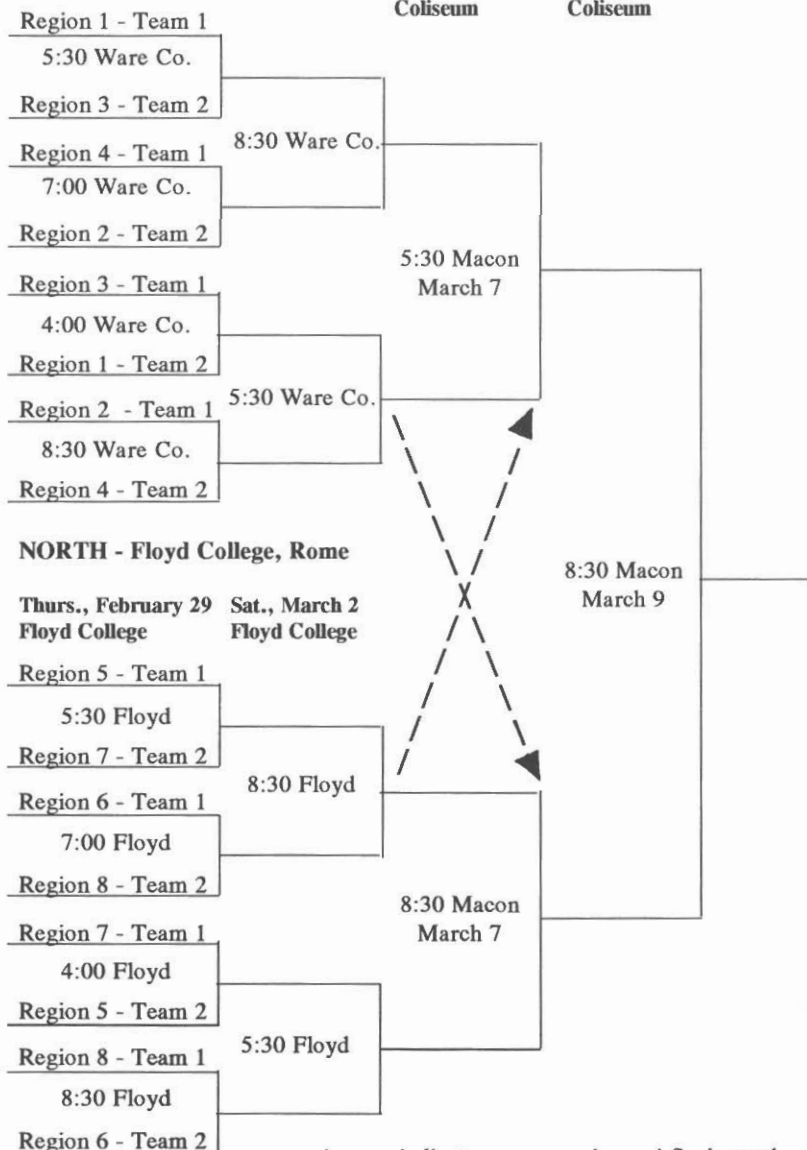 Coliseum
Coliseum
Region 1 - Team 1
5:30 Ware Co.
Region 3 - Team 2
8:30 Ware Co.
Region 4 - Team 1
7:00 Ware Co.
Region 2 - Team 2
5:30 Macon
March 7
Region 3 - Team 1
4:00 Ware Co.
Region 1 - Team 2
5:30 Ware Co.
Region 2 - Team 1
8:30 Ware Co.
Region 4 - Team 2
NORTH - Floyd College, Rome
8:30 Macon
March 9
Thurs., February 29
Floyd College
Sat., March 2
Floyd College
Region 5 - Team 1
5:30 Floyd
Region 7 - Team 2
8:30 Floyd
Region 6 - Team 1
7:00 Floyd
Region 8 - Team 2
8:30 Macon
March 7
Region 7 - Team 1
4:00 Floyd
Region 5 - Team 2
5:30 Floyd
Region 8 - Team 1
8:30 Floyd
Region 6 - Team 2